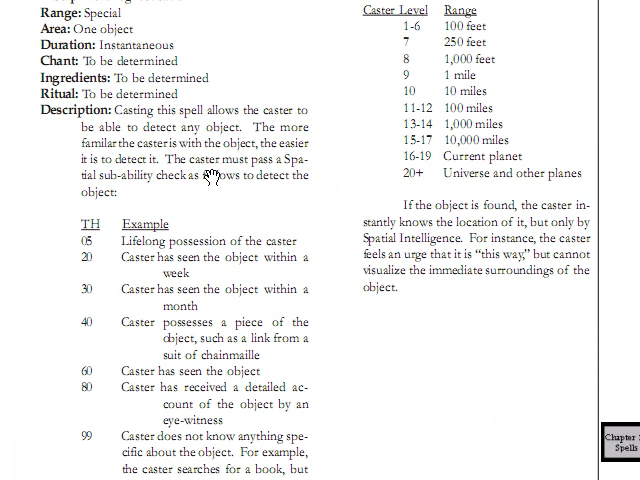 Range: Special
Area: One object
Duration: Instantaneous
Chant: To be determined
Ingredients: To be determined
Ritual: To be determined
Description: Casting this spell allows the caster to
be able to detect any object. The more
familar the caster is with the object, the easier
it is to detect it. The caster must pass a Spa-
tial sub-ability check as to detect the
object:
TH Example
05 Lifelong possession of the caster
20 Caster has seen the object within a
week
30 Caster has seen the object within a
month
40 Caster possesses a piece of the
object, such as a link from a
suit of chainmaille
60 Caster has seen the object
80 Caster has received a detailed ac-
count of the object by an
eye-witness
99 Caster does not know anything spe-
cific about the object. For example,
the caster searches for a book, but
Caster Level Range
1-6 100 feet
7 250 feet
8 1,000 feet
9 1 mile
10 10 miles
11-12 100 miles
13-14 1,000 miles
15-17 10,000 miles
16-19 Current planet
20+ Universe and other planes
If the object is found, the caster in-
stantly knows the location of it, but only by
Spatial Intelligence. For instance, the caster
feels an urge that it is “this way,” but cannot
visualize the immediate surroundings of the
object.
Chapter
Spells